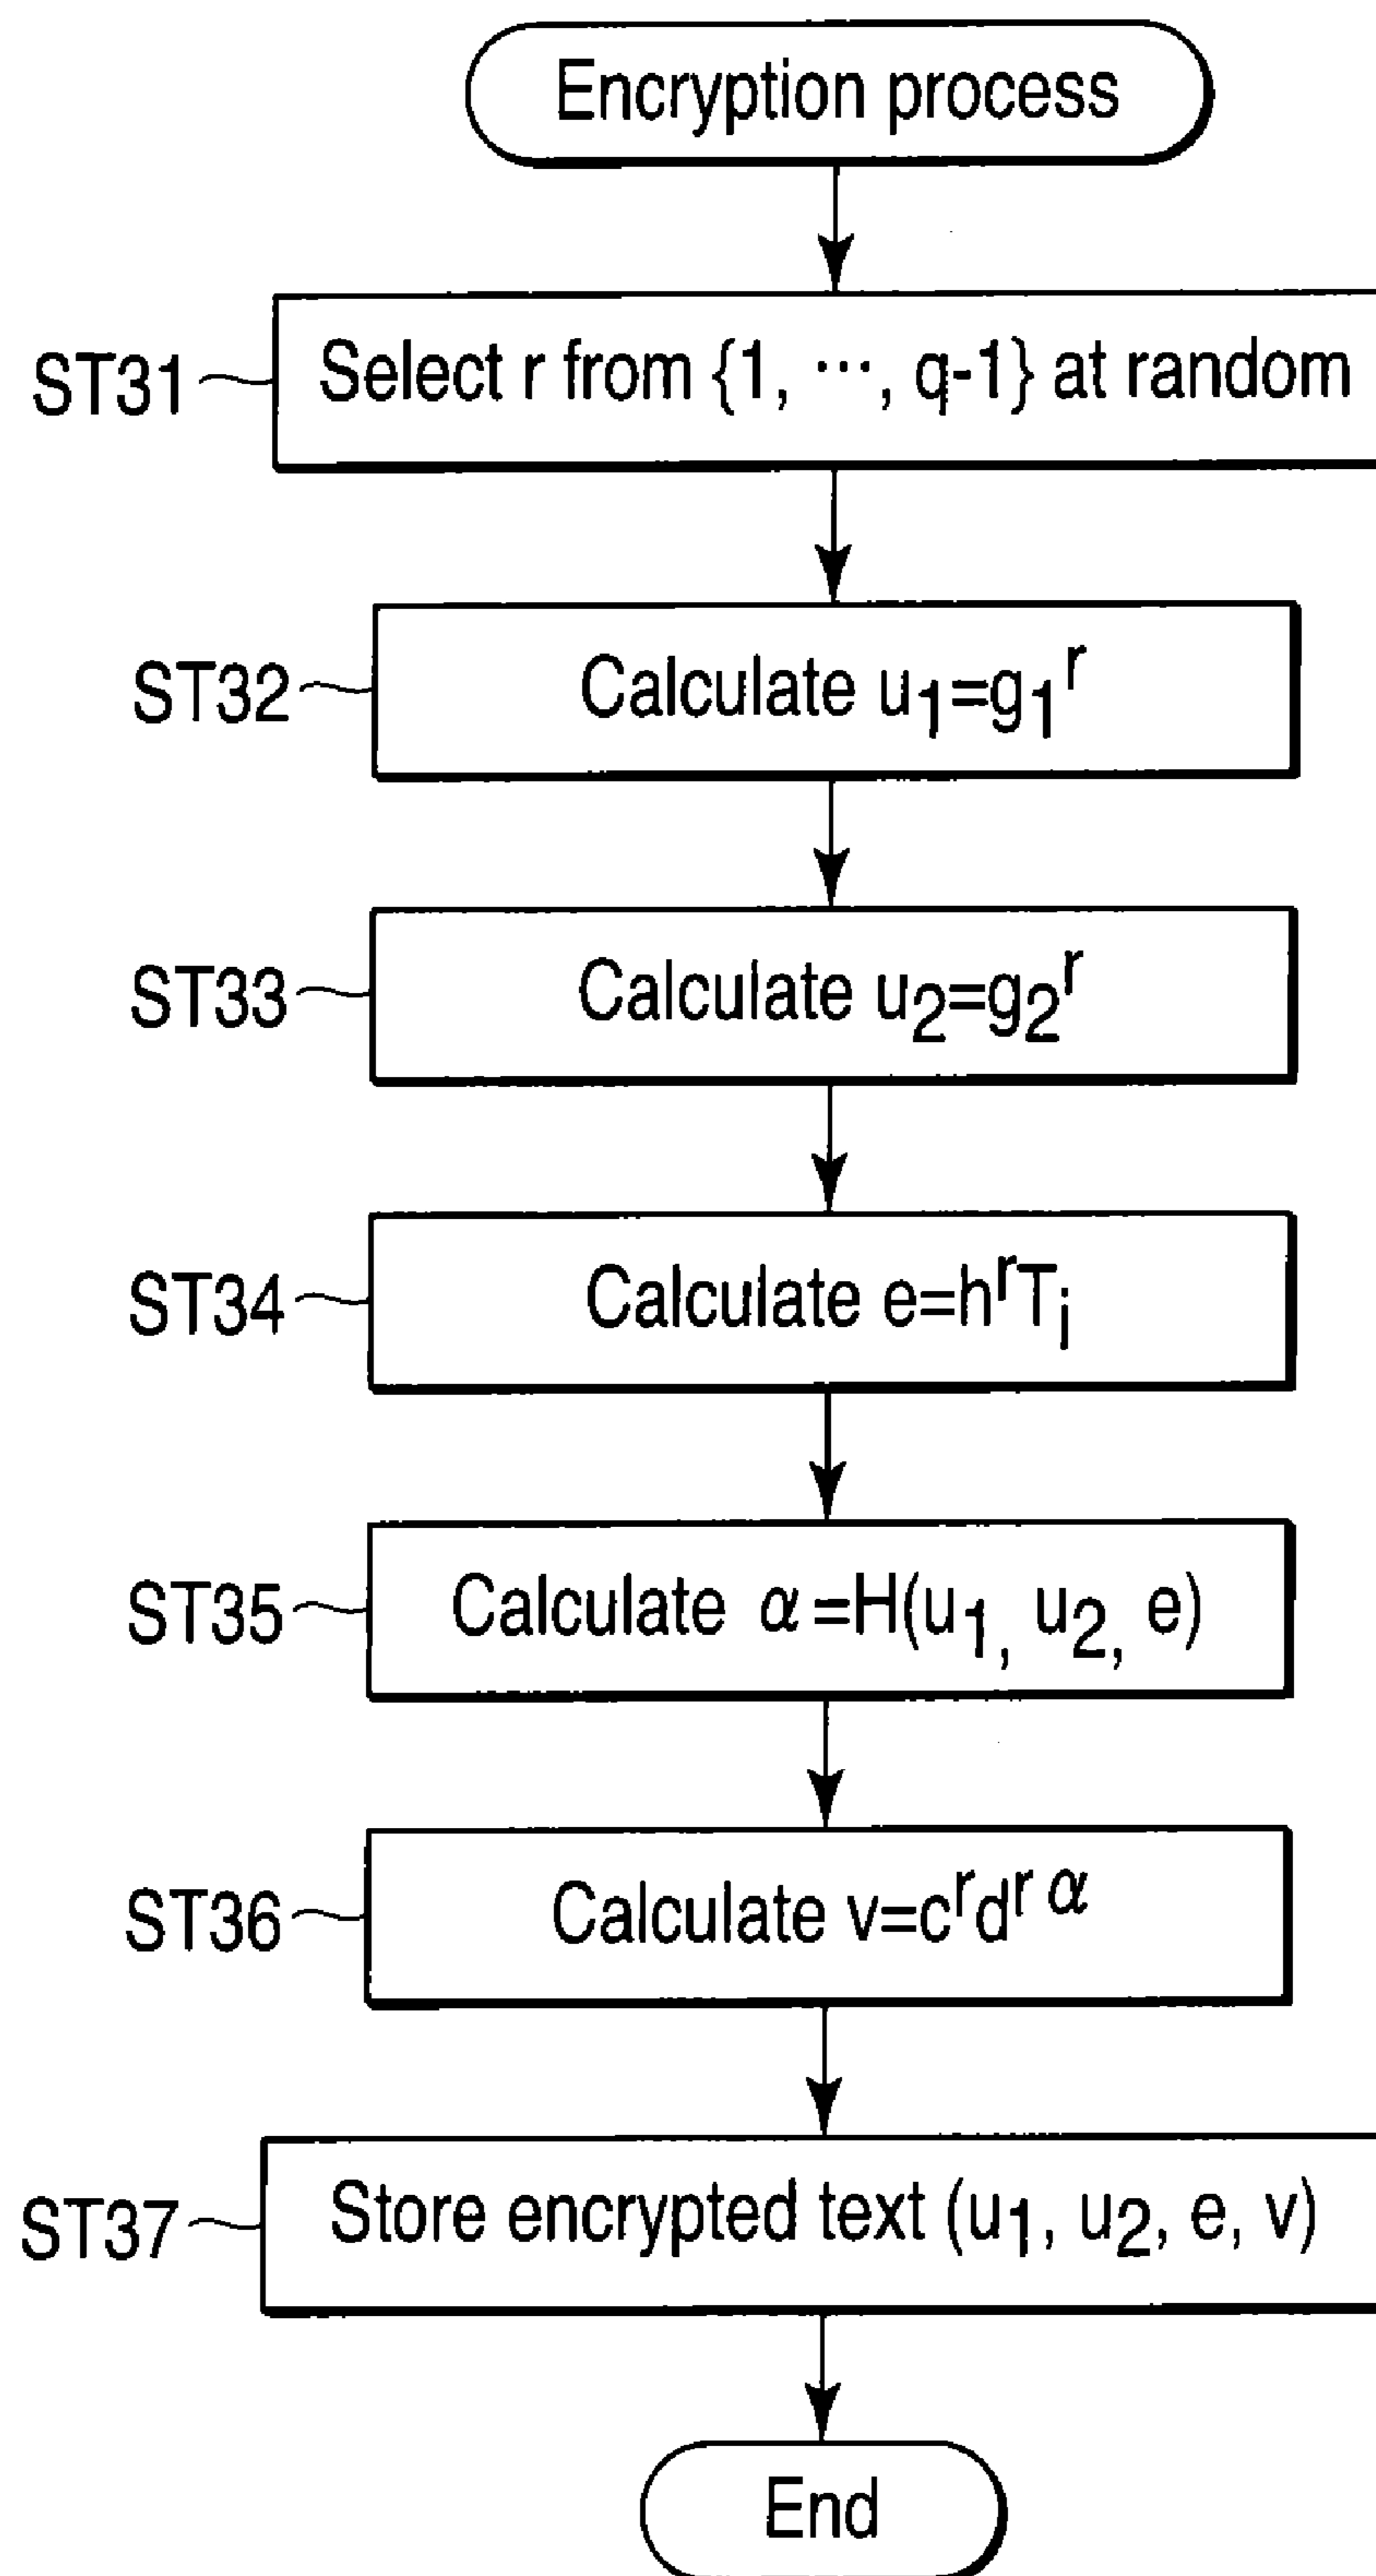 Encryption process
ST31 Select r from {1, ⋯, q-1} at random
ST32 Calculate u₁=g₁ʳ
ST33 Calculate u₂=g₂ʳ
ST34 Calculate e=hʳTᵢ
ST35 Calculate α=H(u₁, u₂, e)
ST36 Calculate v=cʳdʳᵅ
ST37 Store encrypted text (u₁, u₂, e, v)
End